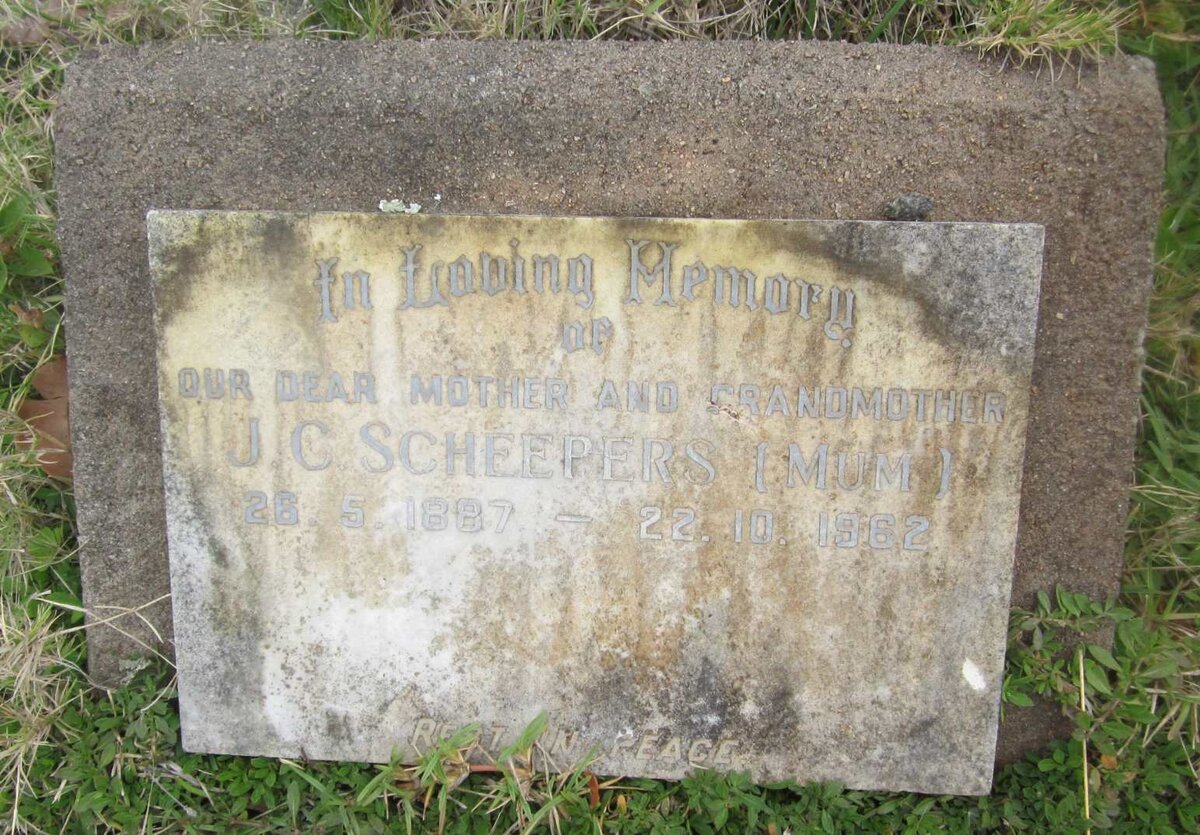 In Loving Memory
of
OUR DEAR MOTHER AND GRANDMOTHER
J C SCHEEPERS (MUM)
26. 5. 1887 — 22. 10. 1962
REST IN PEACE